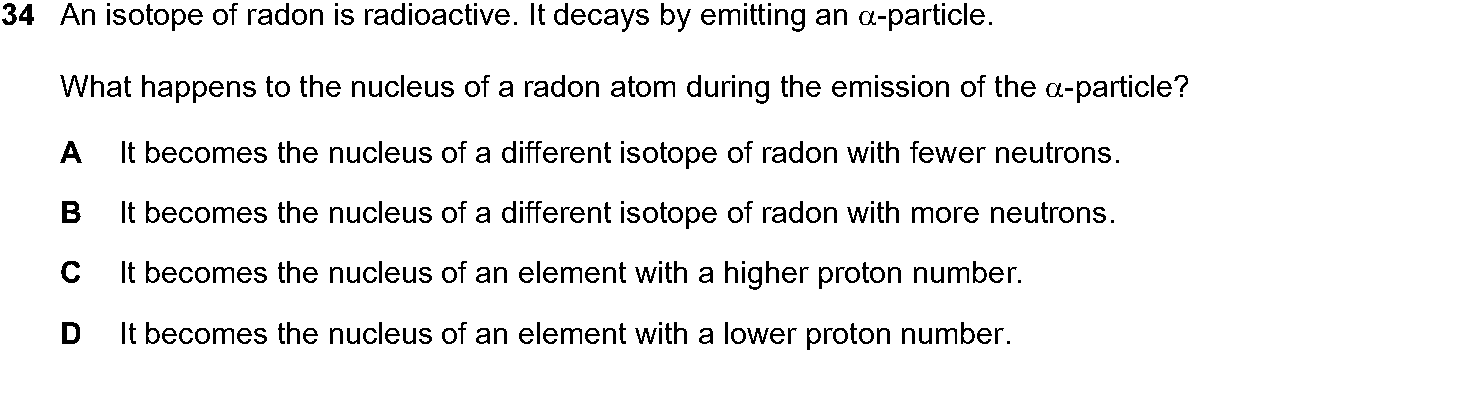 34 An isotope of radon is radioactive. It decays by emitting an α-particle.
What happens to the nucleus of a radon atom during the emission of the α-particle?
A It becomes the nucleus of a different isotope of radon with fewer neutrons.
B It becomes the nucleus of a different isotope of radon with more neutrons.
C It becomes the nucleus of an element with a higher proton number.
D It becomes the nucleus of an element with a lower proton number.